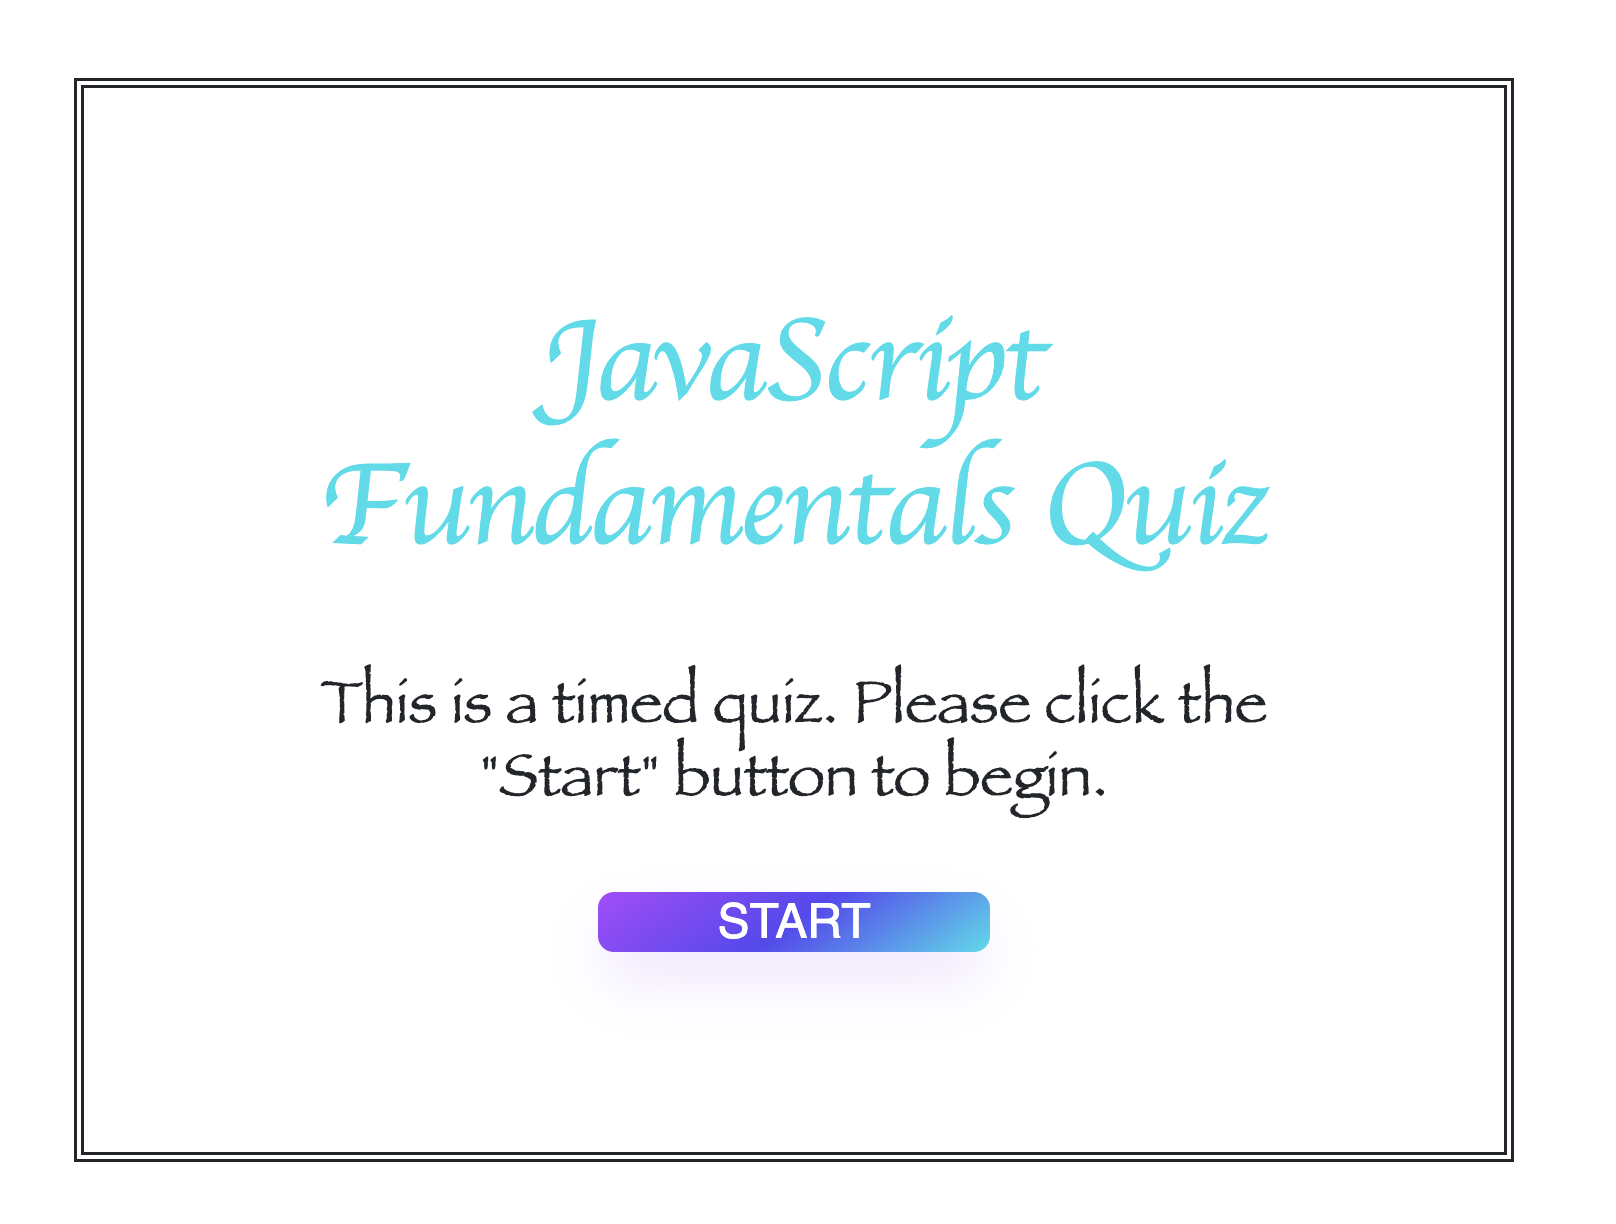 JavaScript
Fundamentals Quiz
This is a timed quiz. Please click the
"Start" button to begin.
START